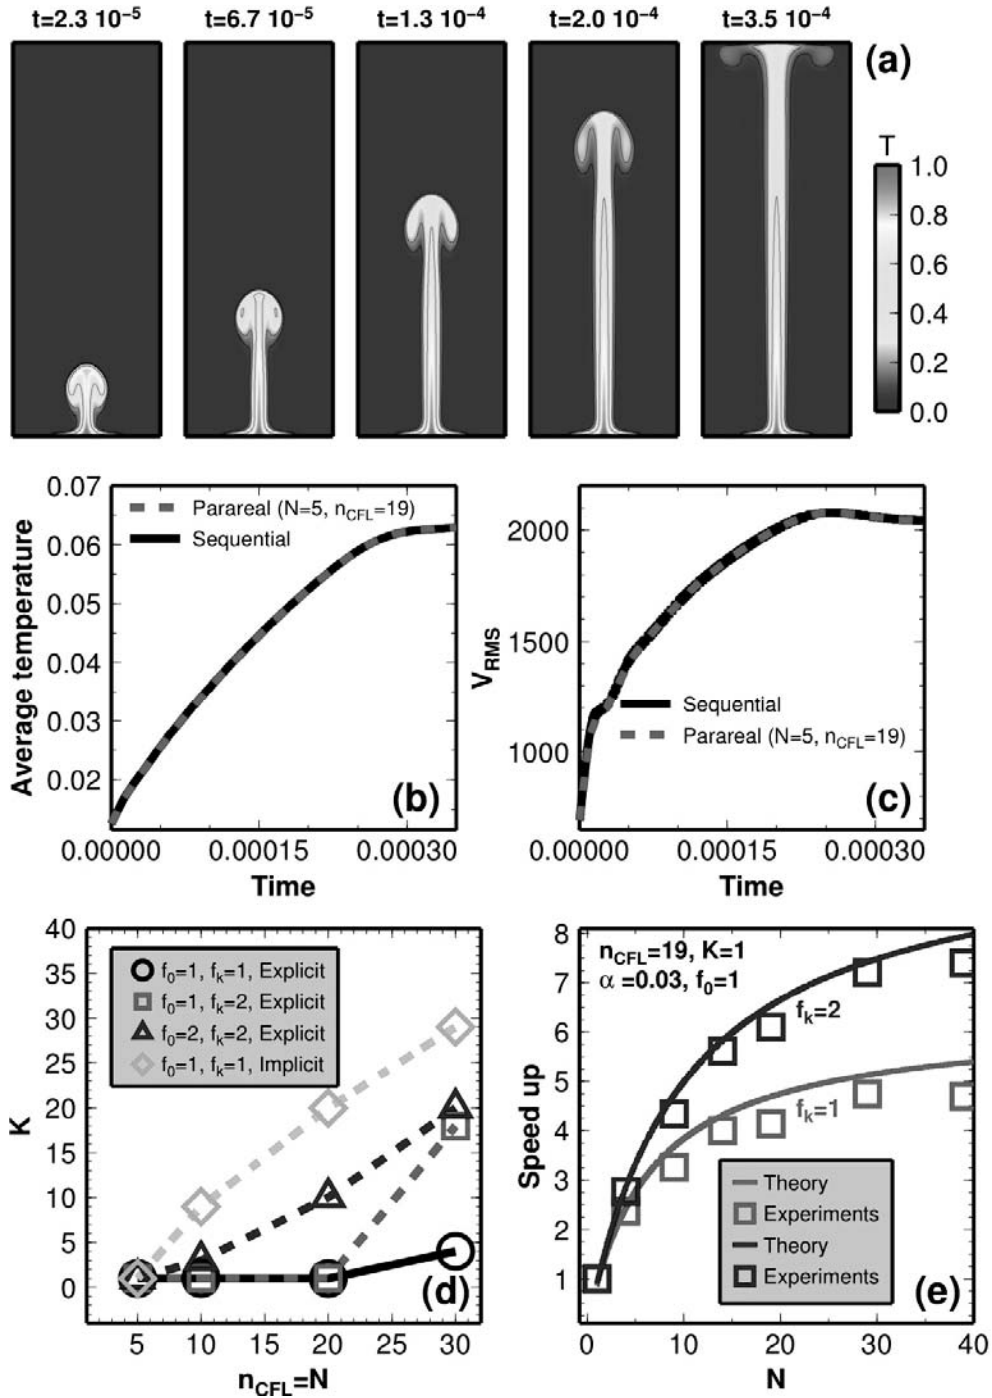 t=2.3 10⁻⁵ t=6.7 10⁻⁵ t=1.3 10⁻⁴ t=2.0 10⁻⁴ t=3.5 10⁻⁴
(a)
T
1.0
0.8
0.6
0.4
0.2
0.0
0.07
0.06
0.05
0.04
0.03
0.02
Average temperature
Parareal (N=5, n_CFL=19)
Sequential
(b)
0.00000 0.00015 0.00030
Time
2000
1500
1000
V_RMS
Sequential
Parareal (N=5, n_CFL=19)
(c)
0.00000 0.00015 0.00030
Time
40
35
30
25
20
15
10
5
0
K
f₀=1, fₖ=1, Explicit
f₀=1, fₖ=2, Explicit
f₀=2, fₖ=2, Explicit
f₀=1, fₖ=1, Implicit
(d)
5 10 15 20 25 30
n_CFL=N
8
7
6
5
4
3
2
1
Speed up
n_CFL=19, K=1
α =0.03, f₀=1
fₖ=2
fₖ=1
Theory
Experiments
Theory
Experiments
(e)
0 10 20 30 40
N